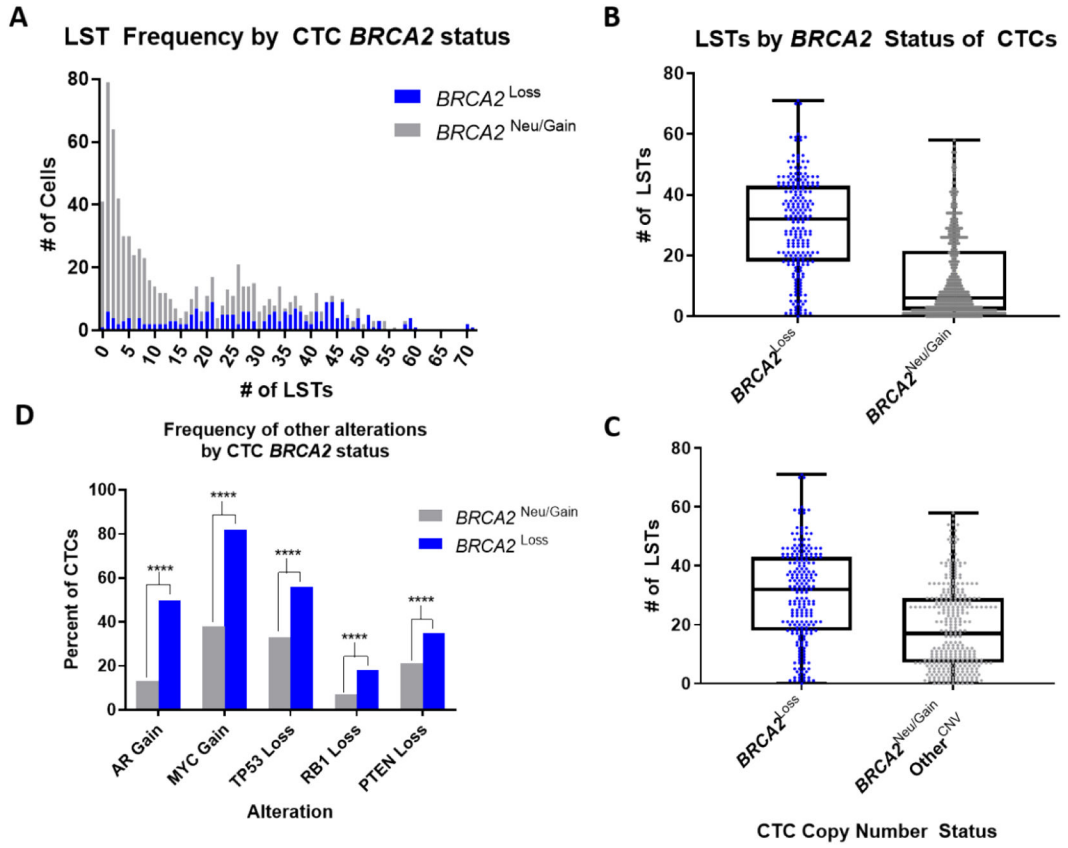 A
LST Frequency by CTC BRCA2 status
80
60
40
20
0
# of Cells
BRCA2 Loss
BRCA2 Neu/Gain
0 5 10 15 20 25 30 35 40 45 50 55 60 65 70
# of LSTs
B
LSTs by BRCA2 Status of CTCs
80
60
40
20
0
# of LSTs
BRCA2 Loss
BRCA2 Neu/Gain
D
Frequency of other alterations
by CTC BRCA2 status
100
80
60
40
20
0
Percent of CTCs
****
****
****
****
****
BRCA2 Neu/Gain
BRCA2 Loss
AR Gain
MYC Gain
TP53 Loss
RB1 Loss
PTEN Loss
Alteration
C
80
60
40
20
0
# of LSTs
BRCA2 Loss
BRCA2 Neu/Gain
Other CNV
CTC Copy Number Status